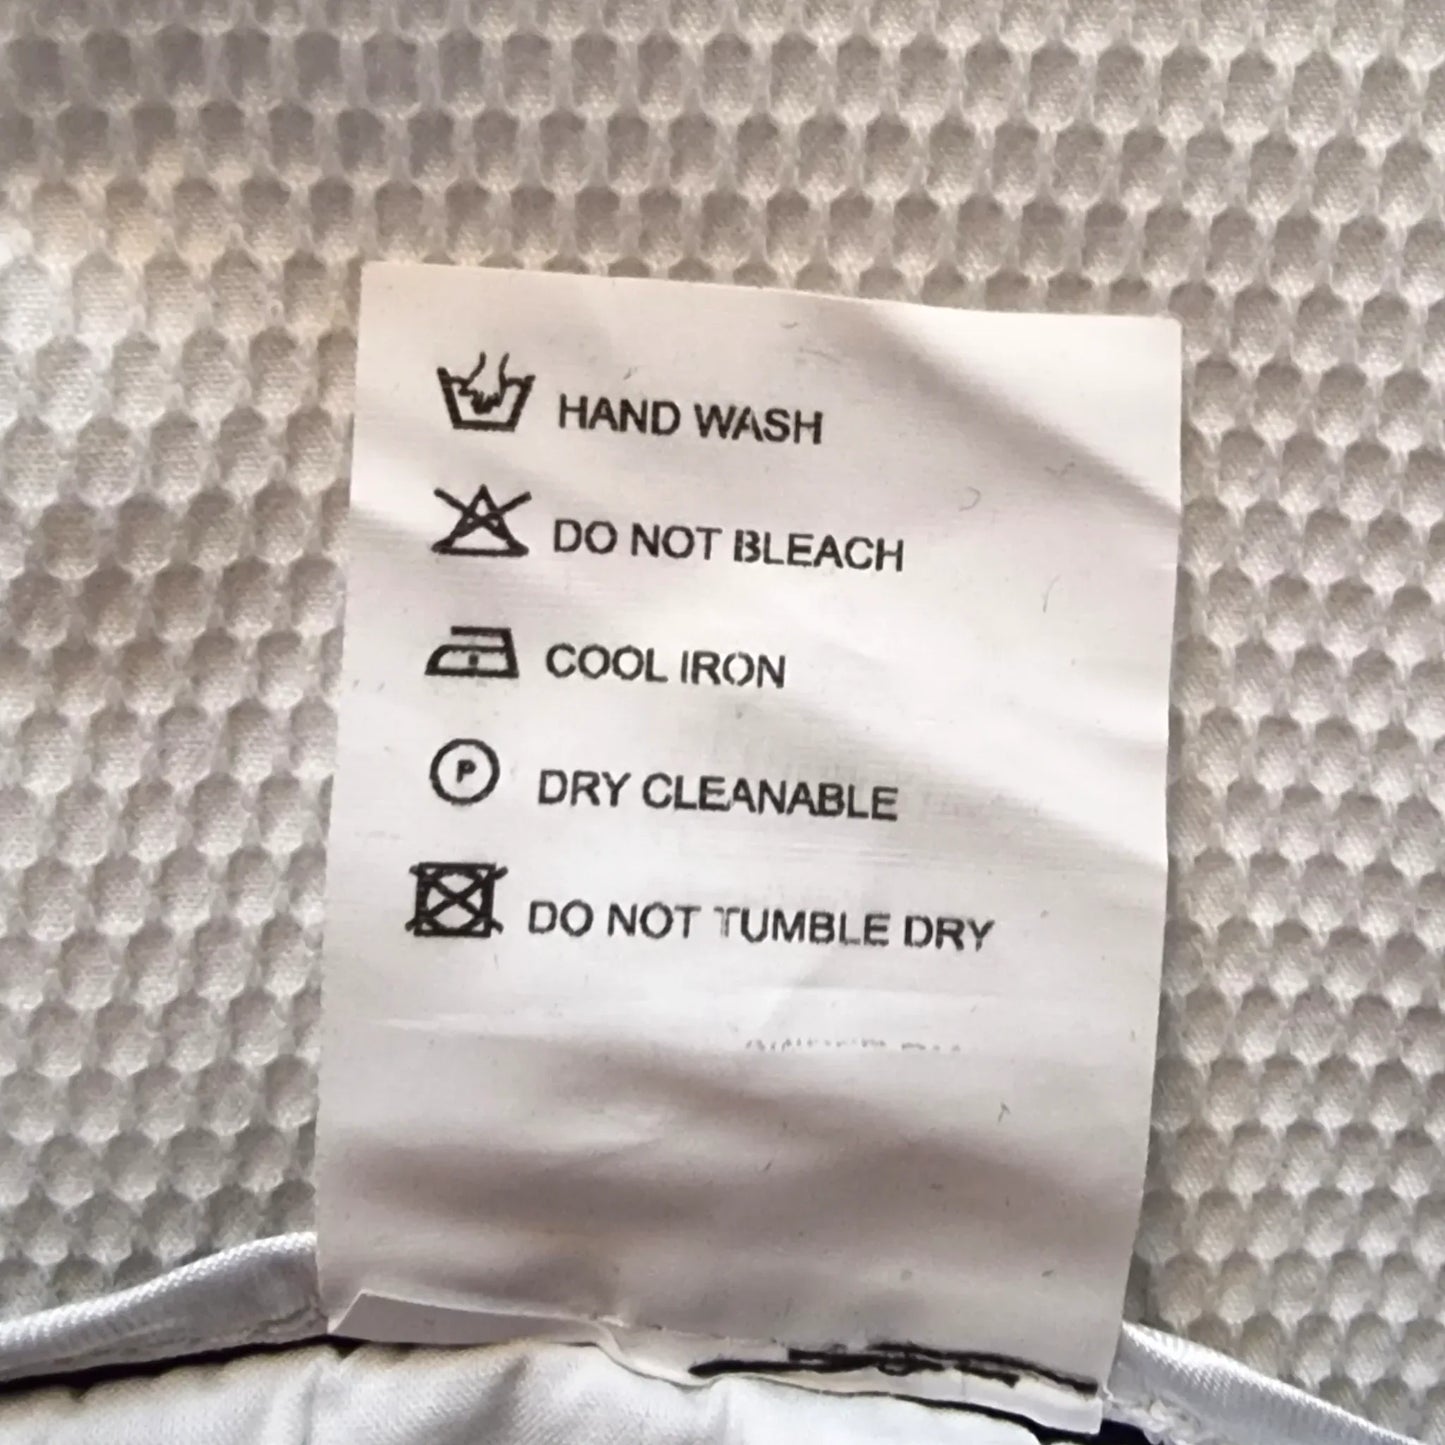 HAND WASH
DO NOT BLEACH
COOL IRON
P
DRY CLEANABLE
DO NOT TUMBLE DRY